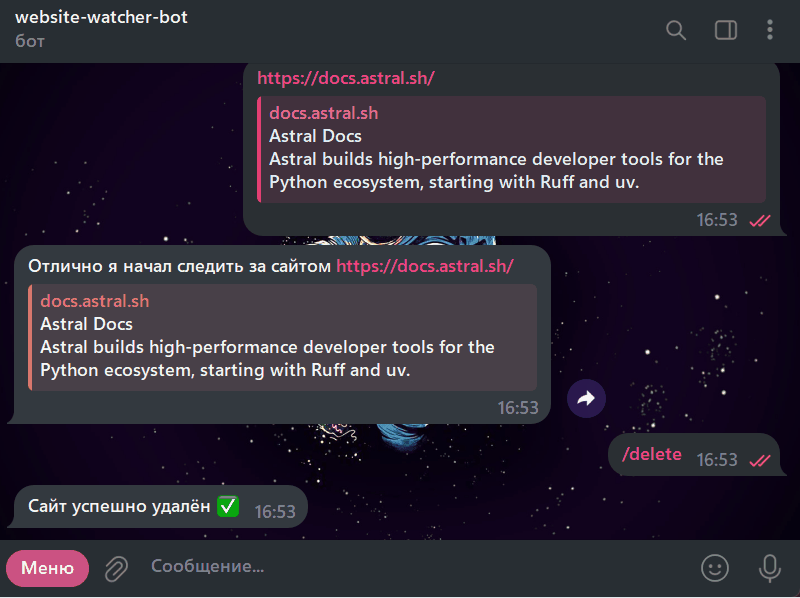 website-watcher-bot
бот
https://docs.astral.sh/
docs.astral.sh
Astral Docs
Astral builds high-performance developer tools for the
Python ecosystem, starting with Ruff and uv.
16:53
Отлично я начал следить за сайтом https://docs.astral.sh/
docs.astral.sh
Astral Docs
Astral builds high-performance developer tools for the
Python ecosystem, starting with Ruff and uv.
16:53
/delete 16:53
Сайт успешно удалён ✅ 16:53
Меню Сообщение...